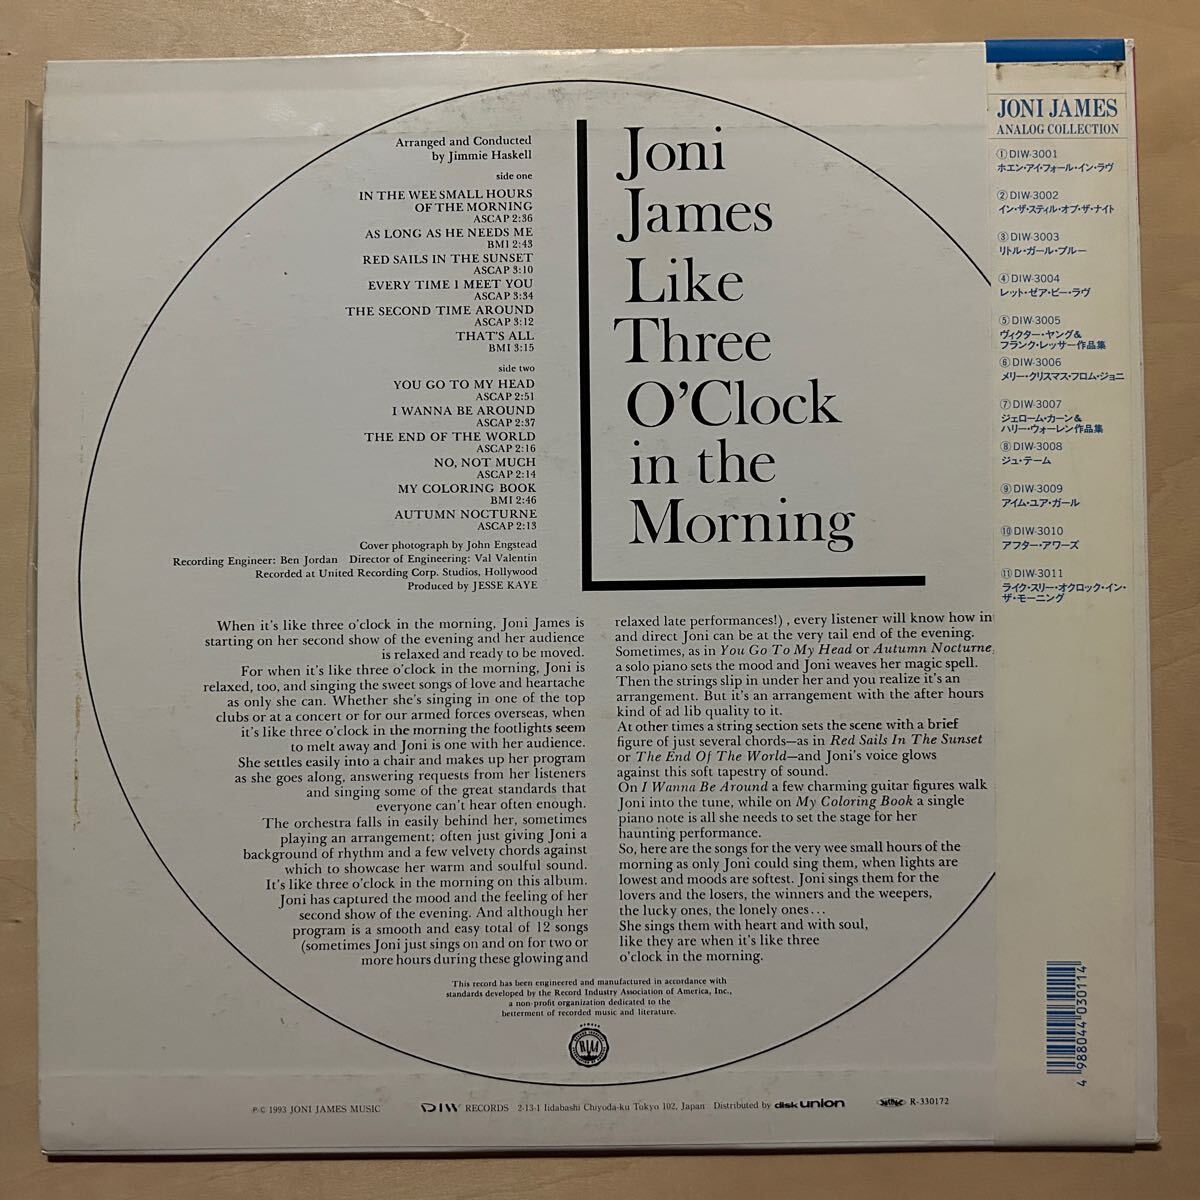 Arranged and Conducted
by Jimmie Haskell
side one
IN THE WEE SMALL HOURS
OF THE MORNING
ASCAP 2:36
AS LONG AS HE NEEDS ME
BMI 2:43
RED SAILS IN THE SUNSET
ASCAP 3:10
EVERY TIME I MEET YOU
ASCAP 3:34
THE SECOND TIME AROUND
ASCAP 3:12
THAT'S ALL
BMI 3:15
side two
YOU GO TO MY HEAD
ASCAP 2:51
I WANNA BE AROUND
ASCAP 2:37
THE END OF THE WORLD
ASCAP 2:16
NO, NOT MUCH
ASCAP 2:14
MY COLORING BOOK
BMI 2:46
AUTUMN NOCTURNE
ASCAP 2:13
Cover photograph by John Engstead
Recording Engineer: Ben Jordan Director of Engineering: Val Valentin
Recorded at United Recording Corp. Studios, Hollywood
Produced by JESSE KAYE
Joni
James
Like
Three
O'Clock
in the
Morning
When it's like three o'clock in the morning, Joni James is
starting on her second show of the evening and her audience
is relaxed and ready to be moved.
For when it's like three o'clock in the morning, Joni is
relaxed, too, and singing the sweet songs of love and heartache
as only she can. Whether she's singing in one of the top
clubs or at a concert or for our armed forces overseas, when
it's like three o'clock in the morning the footlights seem
to melt away and Joni is one with her audience.
She settles easily into a chair and makes up her program
as she goes along, answering requests from her listeners
and singing some of the great standards that
everyone can't hear often enough.
The orchestra falls in easily behind her, sometimes
playing an arrangement; often just giving Joni a
background of rhythm and a few velvety chords against
which to showcase her warm and soulful sound.
It's like three o'clock in the morning on this album.
Joni has captured the mood and the feeling of her
second show of the evening. And although her
program is a smooth and easy total of 12 songs
(sometimes Joni just sings on and on for two or
more hours during these glowing and
relaxed late performances!), every listener will know how in
and direct Joni can be at the very tail end of the evening.
Sometimes, as in You Go To My Head or Autumn Nocturne,
a solo piano sets the mood and Joni weaves her magic spell.
Then the strings slip in under her and you realize it's an
arrangement. But it's an arrangement with the after hours
kind of ad lib quality to it.
At other times a string section sets the scene with a brief
figure of just several chords—as in Red Sails In The Sunset
or The End Of The World—and Joni's voice glows
against this soft tapestry of sound.
On I Wanna Be Around a few charming guitar figures walk
Joni into the tune, while on My Coloring Book a single
piano note is all she needs to set the stage for her
haunting performance.
So, here are the songs for the very wee small hours of the
morning as only Joni could sing them, when lights are
lowest and moods are softest. Joni sings them for the
lovers and the losers, the winners and the weepers,
the lucky ones, the lonely ones...
She sings them with heart and with soul,
like they are when it's like three
o'clock in the morning.
This record has been engineered and manufactured in accordance with
standards developed by the Record Industry Association of America, Inc.,
a non-profit organization dedicated to the
betterment of recorded music and literature.
MEMBER
P C 1993 JONI JAMES MUSIC DIW RECORDS 2-13-1 Iidabashi Chiyoda-ku Tokyo 102, Japan Distributed by disk union R-330172
JONI JAMES
ANALOG COLLECTION
①DIW-3001
ホエン・アイ・フォール・イン・ラヴ
②DIW-3002
イン・ザ・スティル・オブ・ザ・ナイト
③DIW-3003
リトル・ガール・ブルー
④DIW-3004
レット・ゼア・ビー・ラヴ
⑤DIW-3005
ヴィクター・ヤング&
フランク・レッサー作品集
⑥DIW-3006
メリー・クリスマス・フロム・ジョニ
⑦DIW-3007
ジェローム・カーン&
ハリー・ウォーレン作品集
⑧DIW-3008
ジュ・テーム
⑨DIW-3009
アイム・ユア・ガール
⑩DIW-3010
アフター・アワーズ
⑪DIW-3011
ライク・スリー・オクロック・イン・
ザ・モーニング
4 988044 030114